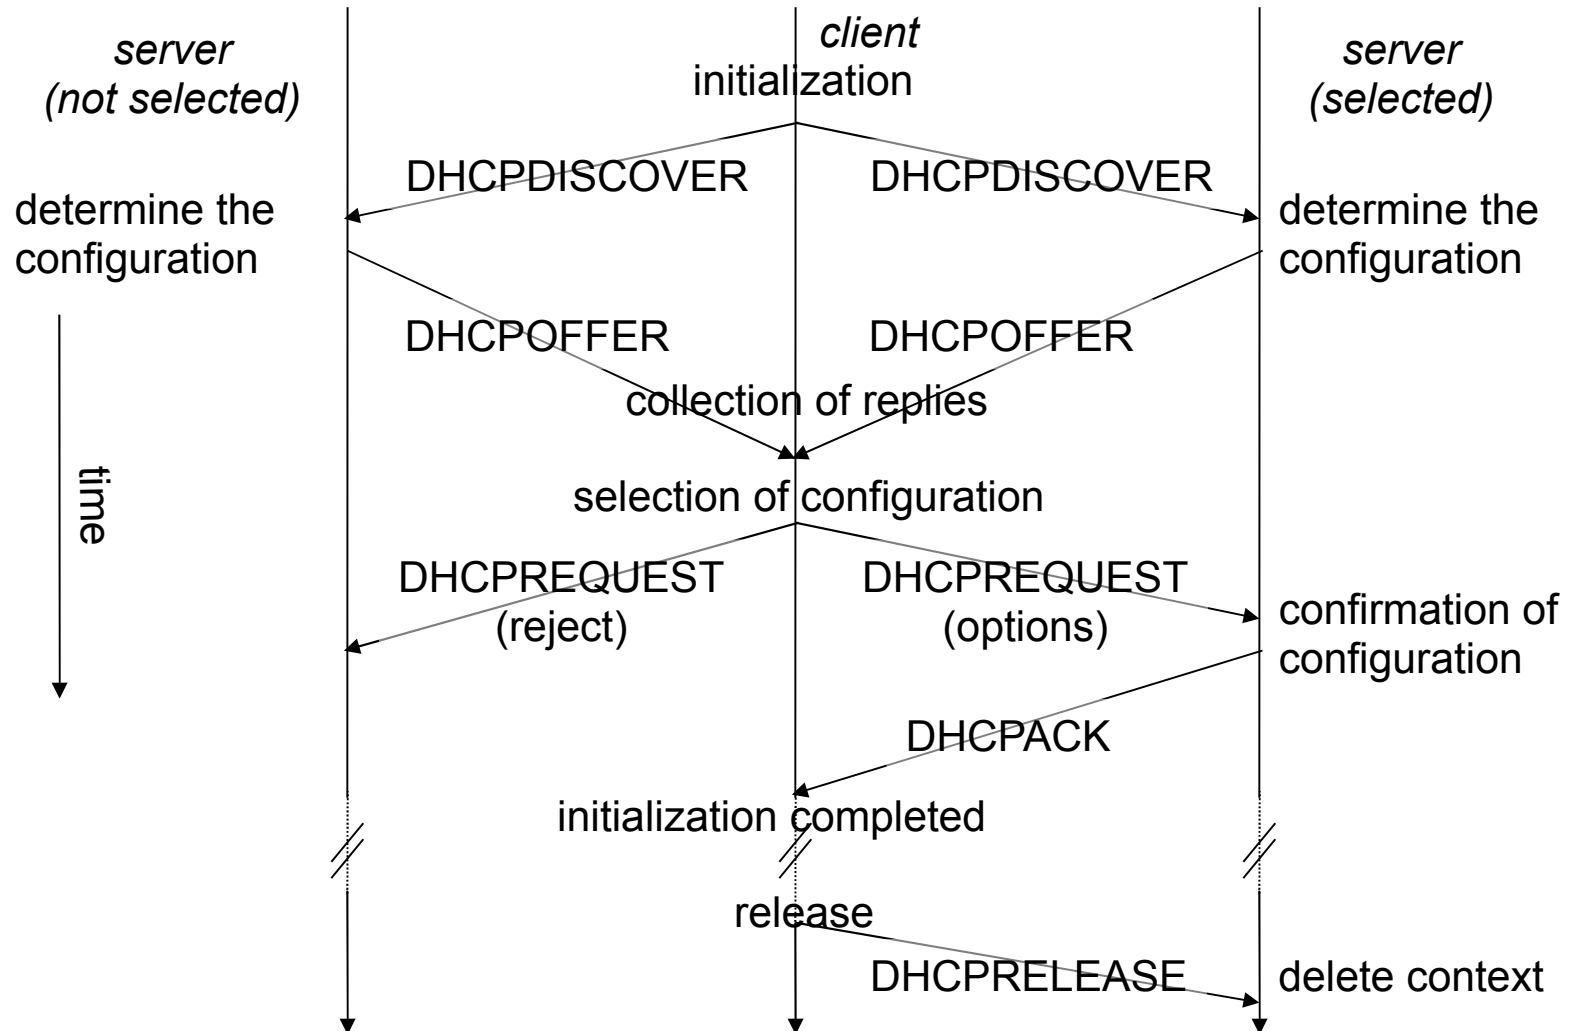 server
(not selected)
client
initialization
server
(selected)
DHCPDISCOVER
DHCPDISCOVER
determine the
configuration
determine the
configuration
DHCPOFFER
DHCPOFFER
collection of replies
time
selection of configuration
DHCPREQUEST
(reject)
DHCPREQUEST
(options)
confirmation of
configuration
DHCPACK
initialization completed
release
DHCPRELEASE
delete context